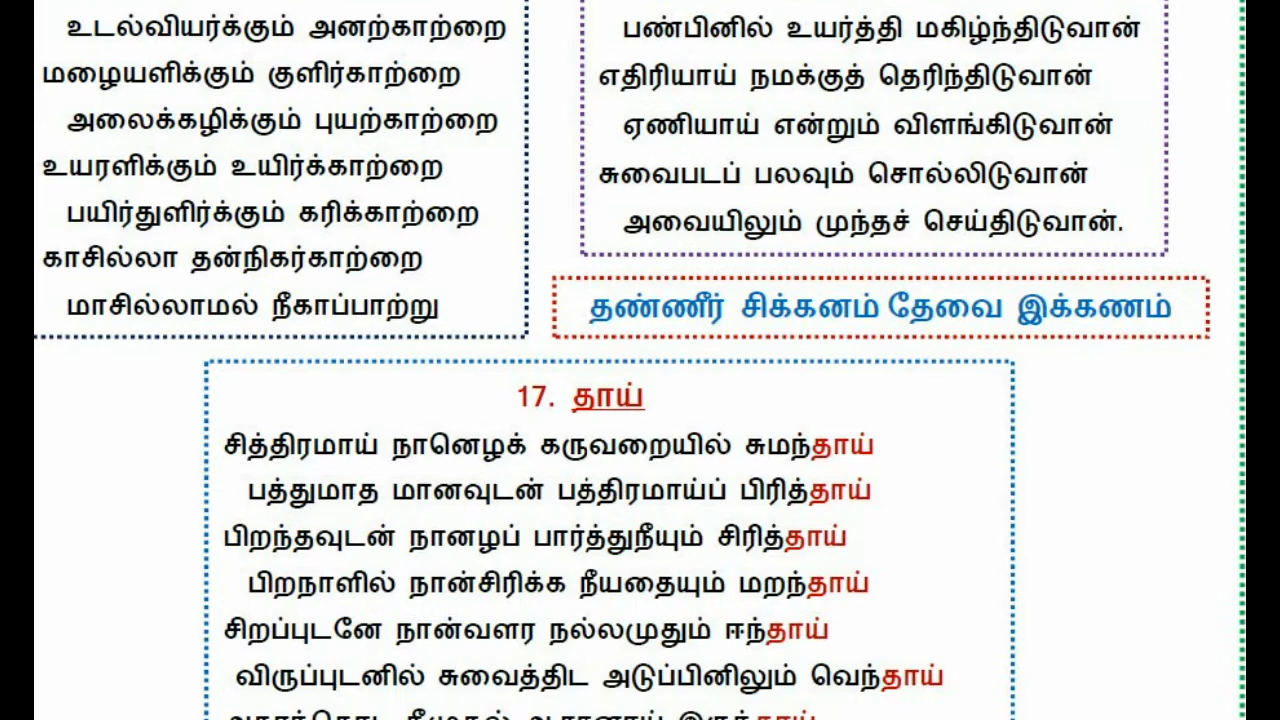 உடல்வியர்க்கும் அனற்காற்றை
மழையளிக்கும் குளிர்காற்றை
அலைக்கழிக்கும் புயற்காற்றை
உயரளிக்கும் உயிர்க்காற்றை
பயிர்துளிர்க்கும் கரிக்காற்றை
காசில்லா தன்நிகர்காற்றை
மாசில்லாமல் நீகாப்பாற்று
பண்பினில் உயர்த்தி மகிழ்ந்திடுவான்
எதிரியாய் நமக்குத் தெரிந்திடுவான்
ஏணியாய் என்றும் விளங்கிடுவான்
சுவைபடப் பலவும் சொல்லிடுவான்
அவையிலும் முந்தச் செய்திடுவான்.
தண்ணீர் சிக்கனம் தேவை இக்கணம்
17. தாய்
சித்திரமாய் நானெழக் கருவறையில் சுமந்தாய்
பத்துமாத மானவுடன் பத்திரமாய்ப் பிரித்தாய்
பிறந்தவுடன் நானழப் பார்த்துநீயும் சிரித்தாய்
பிறநாளில் நான்சிரிக்க நீயதையும் மறந்தாய்
சிறப்புடனே நான்வளர நல்லமுதும் ஈந்தாய்
விருப்புடனில் சுவைத்திட அடுப்பினிலும் வெந்தாய்